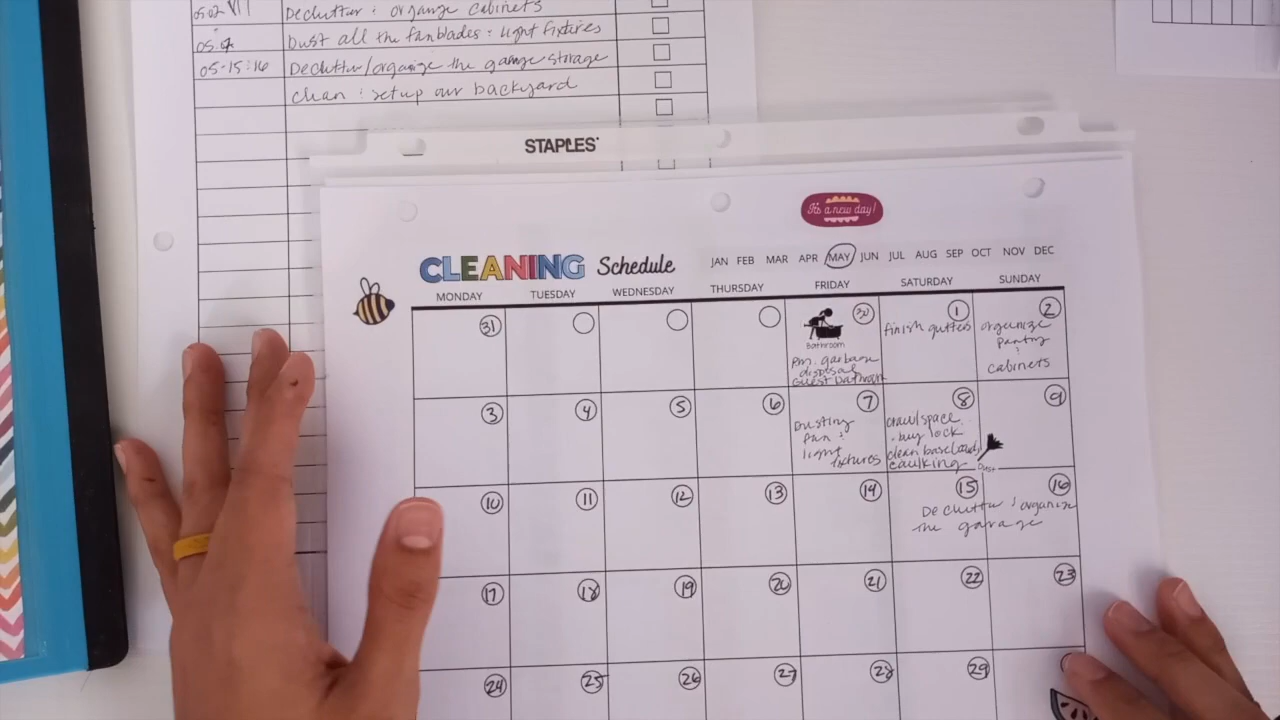 Declutter : organize cabinets
Dust all the fanblades : light fixtures
05-15:16 Declutter/organize the garage storage
clean : setup our backyard
STAPLES
It's a new day!
CLEANING Schedule
JAN FEB MAR APR MAY JUN JUL AUG SEP OCT NOV DEC
MONDAY TUESDAY WEDNESDAY THURSDAY FRIDAY SATURDAY SUNDAY
31 30 1 2
Bathroom
Rm. garbage
disposal
Guest Bathroom
finish gutters
organize
pantry
:
cabinets
3 4 5 6 7 8 9
Dusting
fan :
light
fixtures
crawlspace
. buy lock
clean baseboards
caulking
Dust
10 11 12 13 14 15 16
Declutter : organize
the garage
17 18 19 20 21 22 23
24 25 26 27 28 29